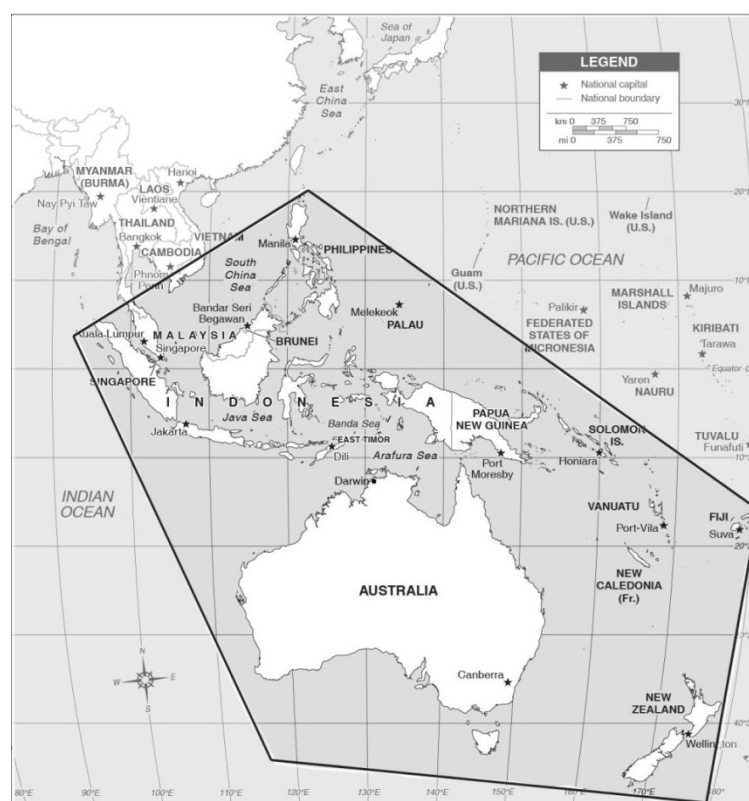 Sea of
Japan
East
China
Sea
LEGEND
National capital
National boundary
km 0 375 750
mi 0 375 750
30°
20°
10°
MYANMAR
(BURMA)
Nay Pyi Taw
Hanoi
LAOS
Vientiane
THAILAND
Bangkok
VIETNAM
CAMBODIA
Phnom
Penh
Bay of
Bengal
South
China
Sea
Manila
PHILIPPINES
NORTHERN
MARIANA IS. (U.S.)
Wake Island
(U.S.)
Guam
(U.S.)
PACIFIC OCEAN
Bandar Seri
Begawan
Melekeok
PALAU
Palikir
FEDERATED
STATES OF
MICRONESIA
MARSHALL
ISLANDS
Majuro
KIRIBATI
Tarawa
Equator
Kuala Lumpur
MALAYSIA
Singapore
BRUNEI
SINGAPORE
Yaren
NAURU
INDONESIA
Java Sea
Banda Sea
Jakarta
EAST TIMOR
Dili
Arafura Sea
PAPUA
NEW GUINEA
Port
Moresby
SOLOMON
IS.
Honiara
TUVALU
Funafuti
Darwin
INDIAN
OCEAN
VANUATU
Port-Vila
FIJI
Suva
20°
AUSTRALIA
NEW
CALEDONIA
(Fr.)
Canberra
N
W E
S
NEW
ZEALAND
Wellington
40°
80°E 90°E 100°E 110°E 120°E 130°E 140°E 150°E 160°E 170°E 180°